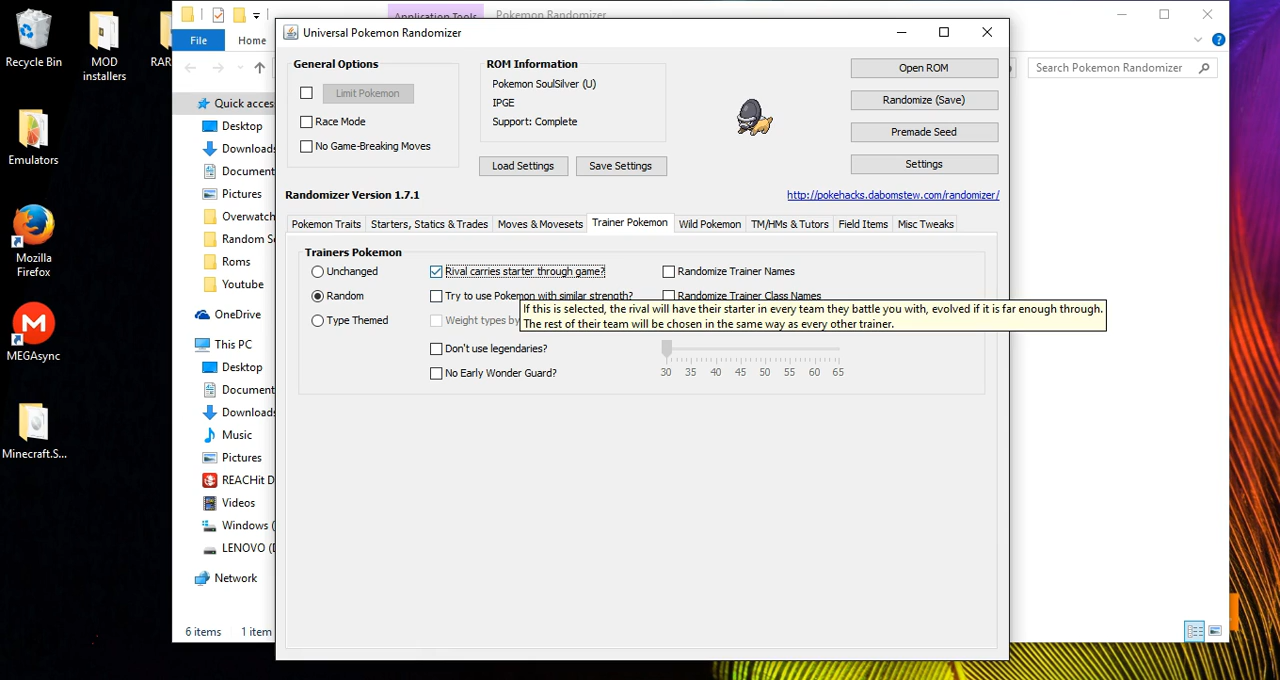 Recycle Bin
MOD
installers
RAR
Emulators
Mozilla
Firefox
MEGAsync
Minecraft.S...
Application Tools
Pokemon Randomizer
File
Home
Search Pokemon Randomizer
Quick acces
Desktop
Downloads
Document
Pictures
Overwatch
Random S
Roms
Youtube
OneDrive
This PC
Desktop
Document
Downloads
Music
Pictures
REACHit D
Videos
Windows (
LENOVO (D
Network
6 items
1 item
Universal Pokemon Randomizer
General Options
Limit Pokemon
Race Mode
No Game-Breaking Moves
ROM Information
Pokemon SoulSilver (U)
IPGE
Support: Complete
Load Settings
Save Settings
Open ROM
Randomize (Save)
Premade Seed
Settings
Randomizer Version 1.7.1
http://pokehacks.dabomstew.com/randomizer/
Pokemon Traits
Starters, Statics & Trades
Moves & Movesets
Trainer Pokemon
Wild Pokemon
TM/HMs & Tutors
Field Items
Misc Tweaks
Trainers Pokemon
Unchanged
Rival carries starter through game?
Randomize Trainer Names
Random
Try to use Pokemon with similar strength?
Randomize Trainer Class Names
Type Themed
Weight types by
If this is selected, the rival will have their starter in every team they battle you with, evolved if it is far enough through.
The rest of their team will be chosen in the same way as every other trainer.
Don't use legendaries?
No Early Wonder Guard?
30 35 40 45 50 55 60 65